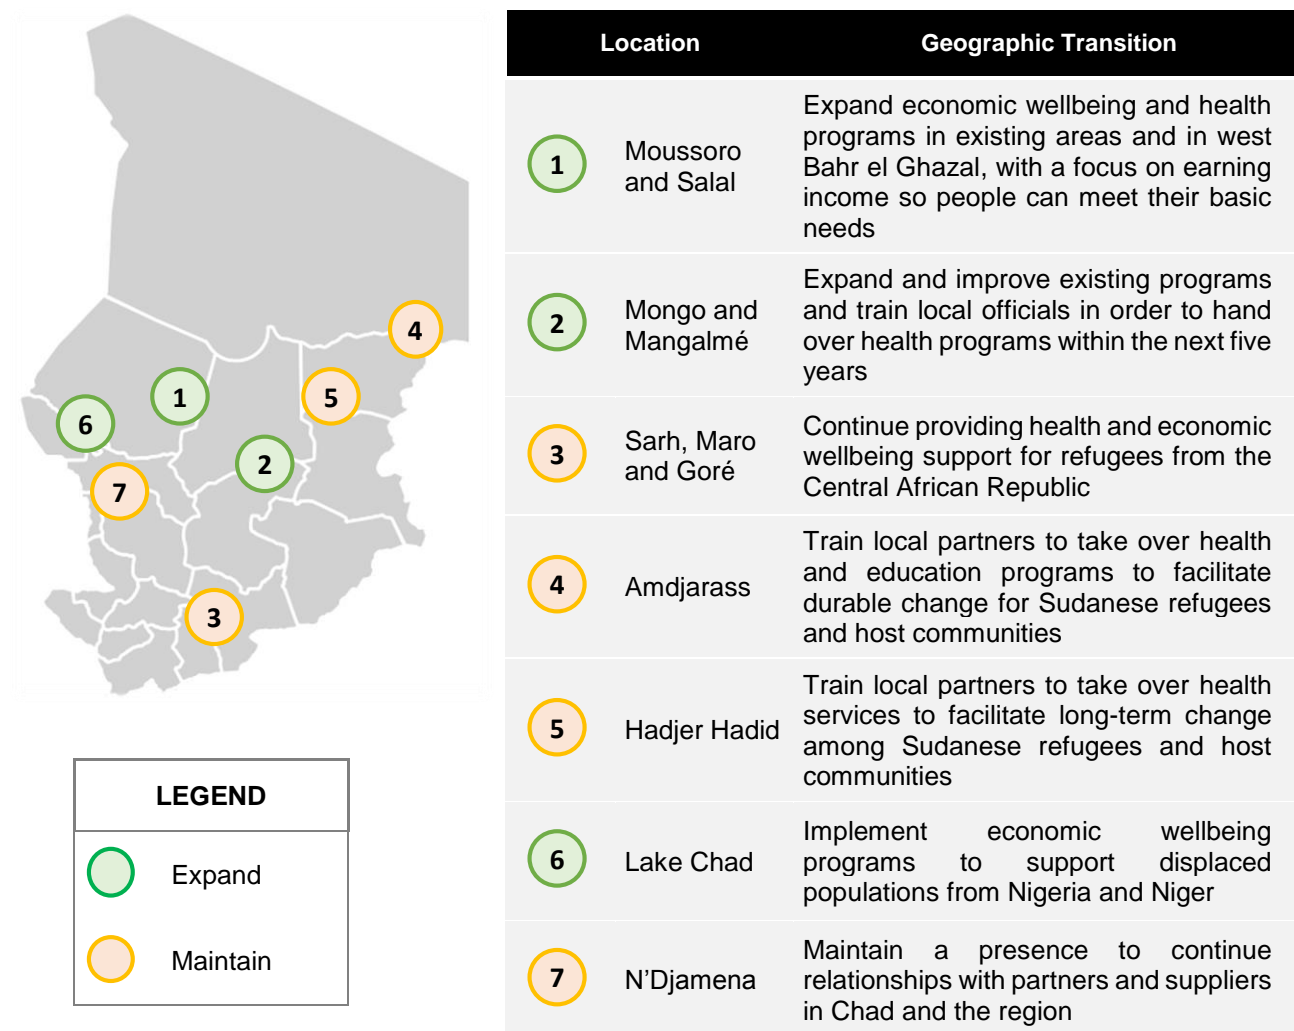 4
1
5
6
2
7
3
LEGEND
Expand
Maintain
Location Geographic Transition
1
Moussoro
and Salal
Expand economic wellbeing and health
programs in existing areas and in west
Bahr el Ghazal, with a focus on earning
income so people can meet their basic
needs
2
Mongo and
Mangalmé
Expand and improve existing programs
and train local officials in order to hand
over health programs within the next five
years
3
Sarh, Maro
and Goré
Continue providing health and economic
wellbeing support for refugees from the
Central African Republic
4
Amdjarass
Train local partners to take over health
and education programs to facilitate
durable change for Sudanese refugees
and host communities
5
Hadjer Hadid
Train local partners to take over health
services to facilitate long-term change
among Sudanese refugees and host
communities
6
Lake Chad
Implement economic wellbeing
programs to support displaced
populations from Nigeria and Niger
7
N’Djamena
Maintain a presence to continue
relationships with partners and suppliers
in Chad and the region